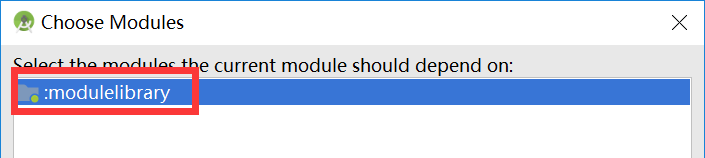 Choose Modules
Select the modules the current module should depend on:
:modulelibrary